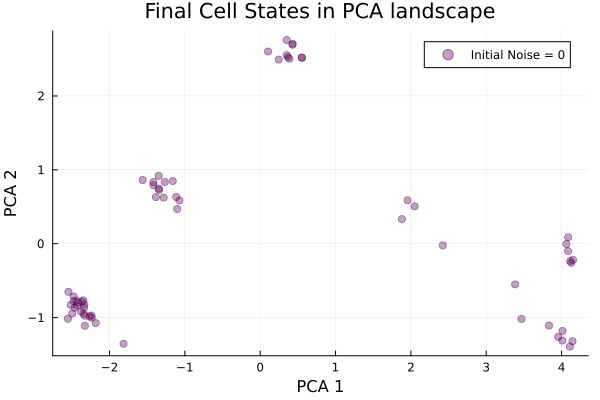 Final Cell States in PCA landscape
Initial Noise = 0
PCA 2
2
1
0
−1
−2
−1
0
1
2
3
4
PCA 1